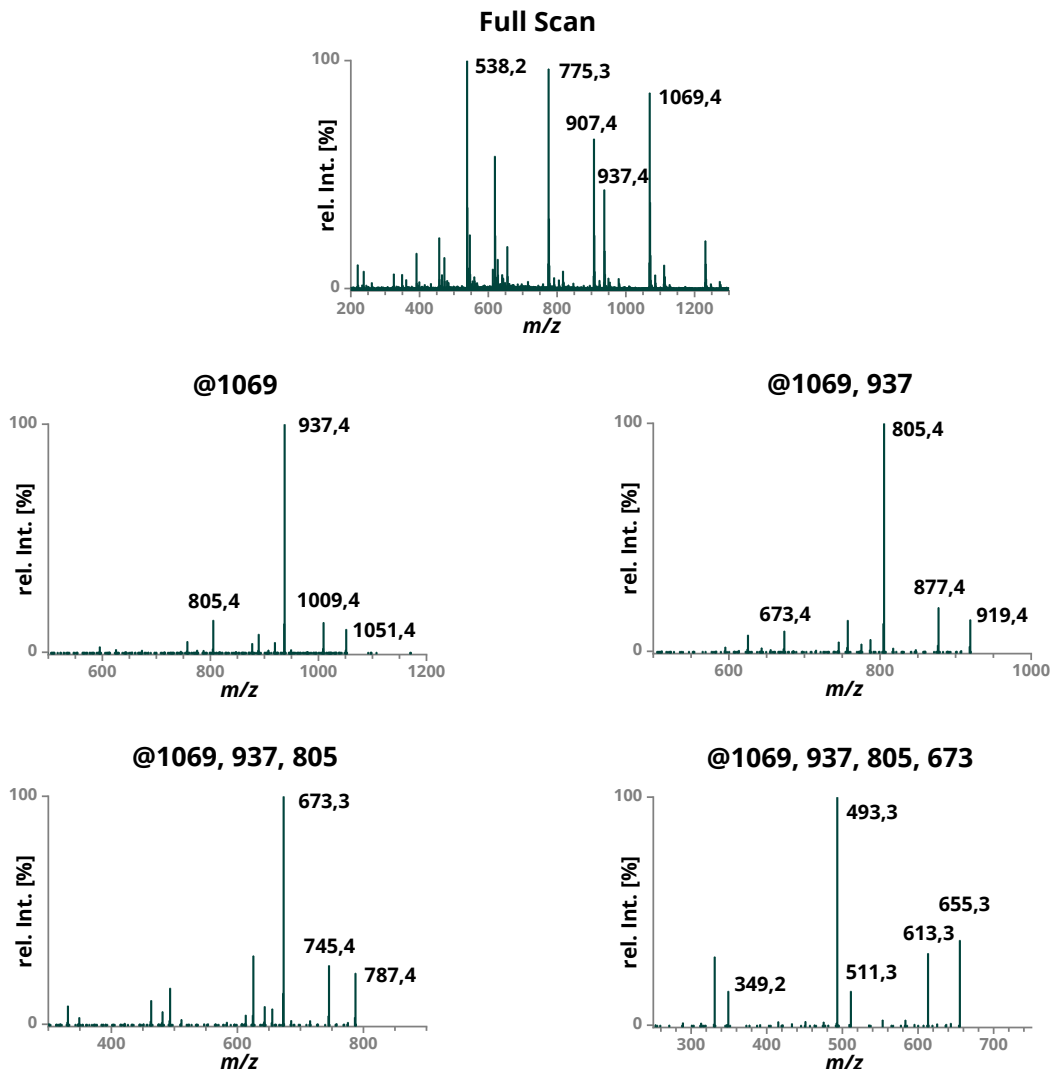 Full Scan
100
538,2
775,3
1069,4
907,4
937,4
rel. Int. [%]
0
200 400 600 800 1000 1200
m/z
@1069
100
937,4
805,4
1009,4
1051,4
rel. Int. [%]
0
600 800 1000 1200
m/z
@1069, 937
100
805,4
673,4
877,4
919,4
rel. Int. [%]
0
600 800 1000
m/z
@1069, 937, 805
100
673,3
745,4
787,4
rel. Int. [%]
0
400 600 800
m/z
@1069, 937, 805, 673
100
493,3
655,3
613,3
349,2
511,3
rel. Int. [%]
0
300 400 500 600 700
m/z